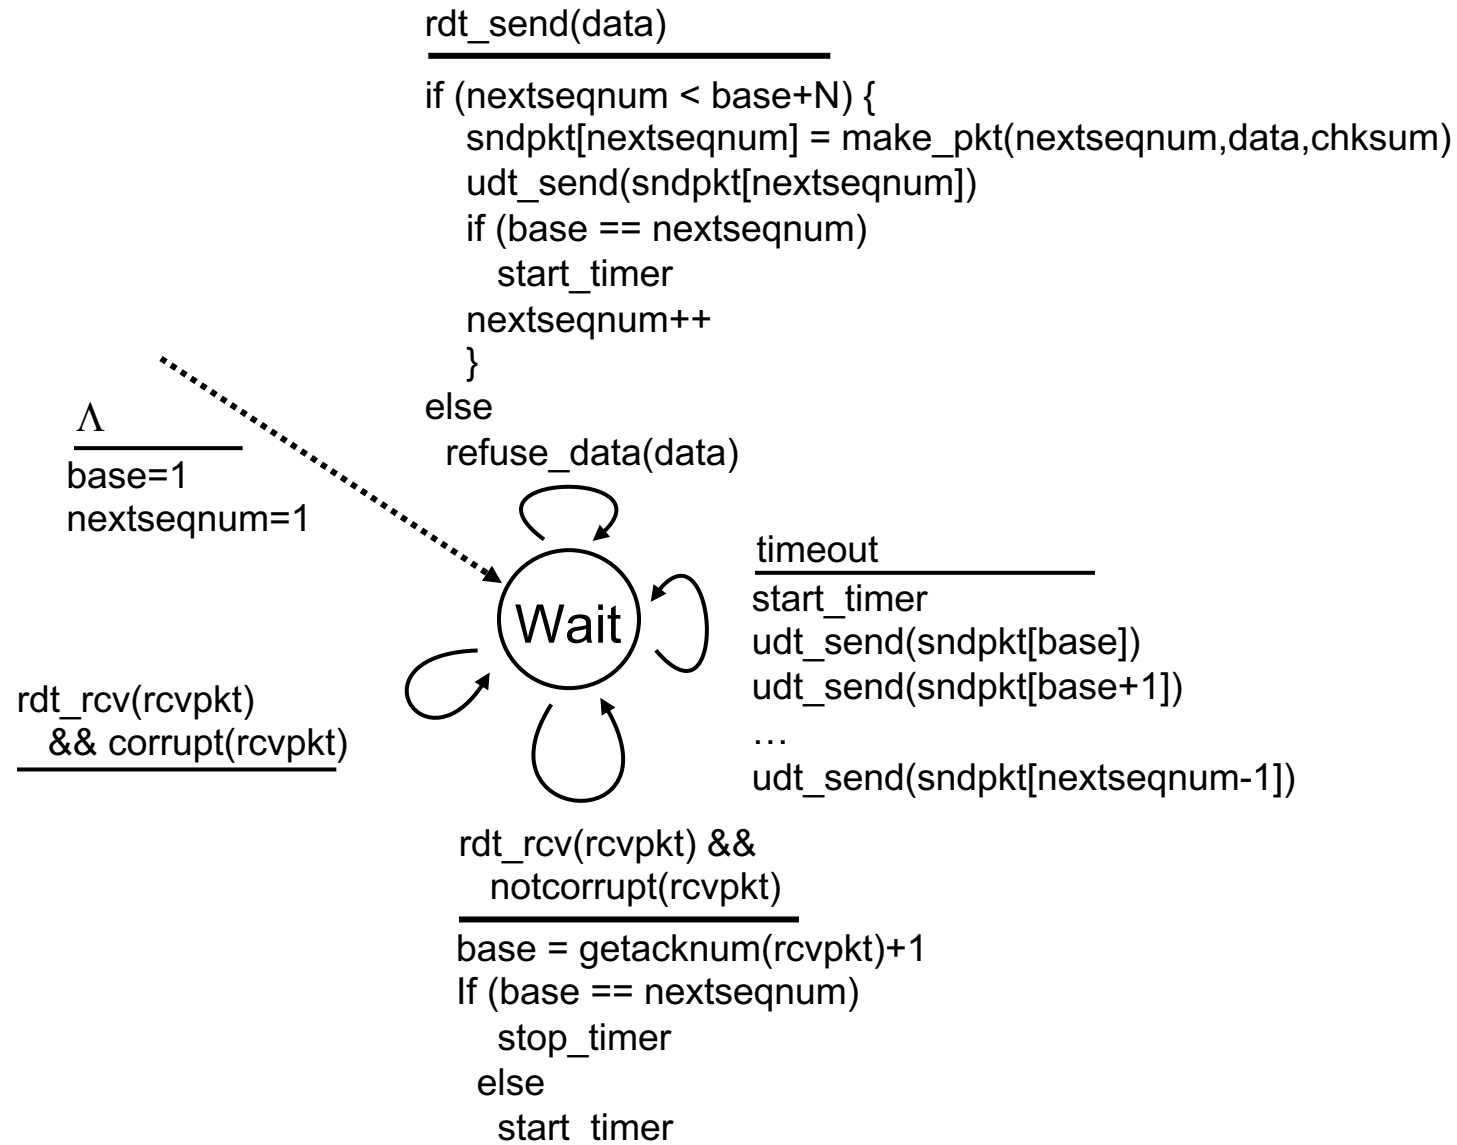 rdt_send(data)
if (nextseqnum < base+N) {
sndpkt[nextseqnum] = make_pkt(nextseqnum,data,chksum)
udt_send(sndpkt[nextseqnum])
if (base == nextseqnum)
start_timer
nextseqnum++
}
else
refuse_data(data)
Λ
base=1
nextseqnum=1
Wait
timeout
start_timer
udt_send(sndpkt[base])
udt_send(sndpkt[base+1])
…
udt_send(sndpkt[nextseqnum-1])
rdt_rcv(rcvpkt)
&& corrupt(rcvpkt)
rdt_rcv(rcvpkt) &&
notcorrupt(rcvpkt)
base = getacknum(rcvpkt)+1
If (base == nextseqnum)
stop_timer
else
start_timer